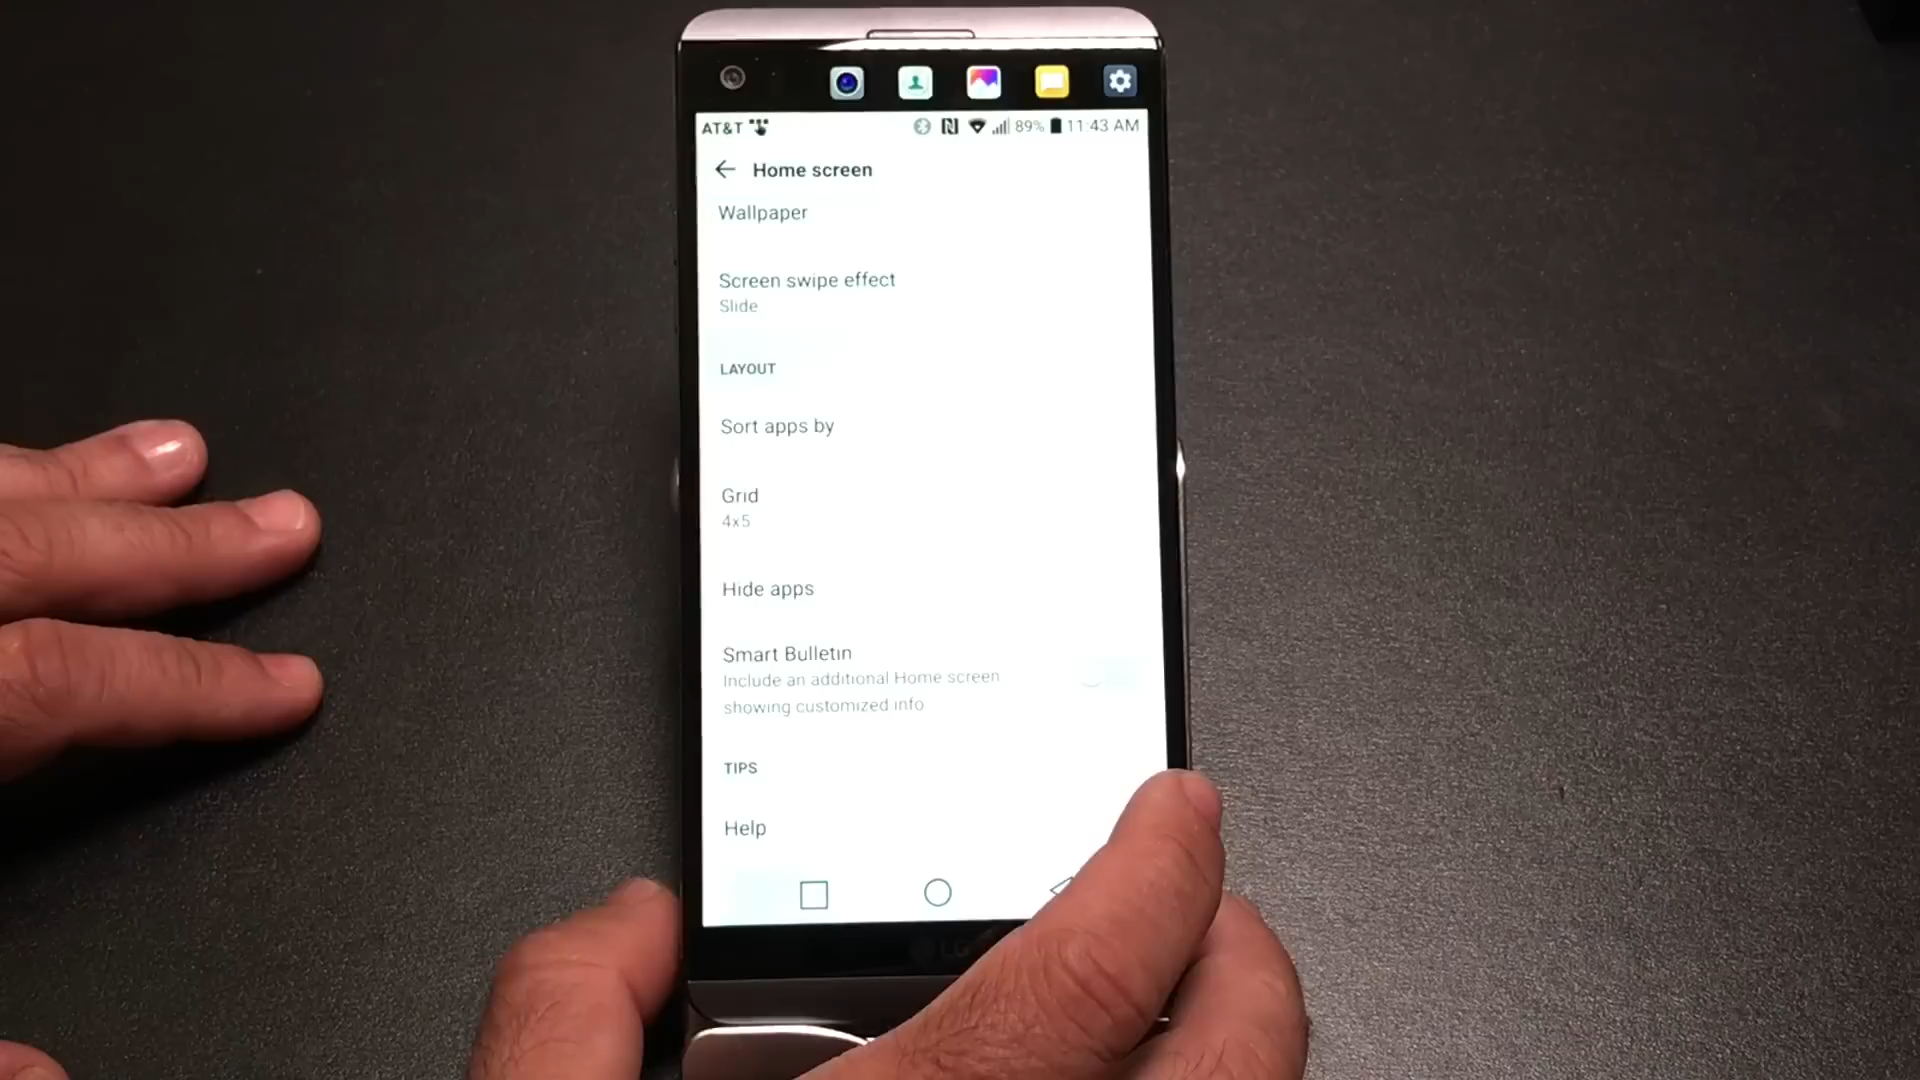 AT&T 89% 11:43 AM
Home screen
Wallpaper
Screen swipe effect
Slide
LAYOUT
Sort apps by
Grid
4x5
Hide apps
Smart Bulletin
Include an additional Home screen
showing customized info
TIPS
Help
LG